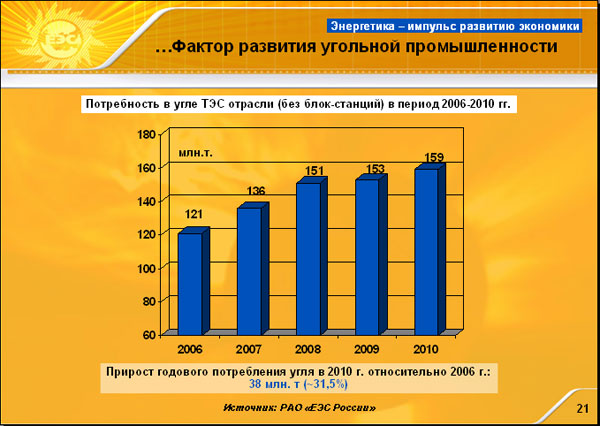 Энергетика – импульс развитию экономики
ЕЭС
…Фактор развития угольной промышленности
Потребность в угле ТЭС отрасли (без блок-станций) в период 2006-2010 гг.
млн.т.
180
160
140
120
100
80
60
121
136
151
153
159
2006 2007 2008 2009 2010
Прирост годового потребления угля в 2010 г. относительно 2006 г.:
38 млн. т (~31,5%)
Источник: РАО «ЕЭС России»
21